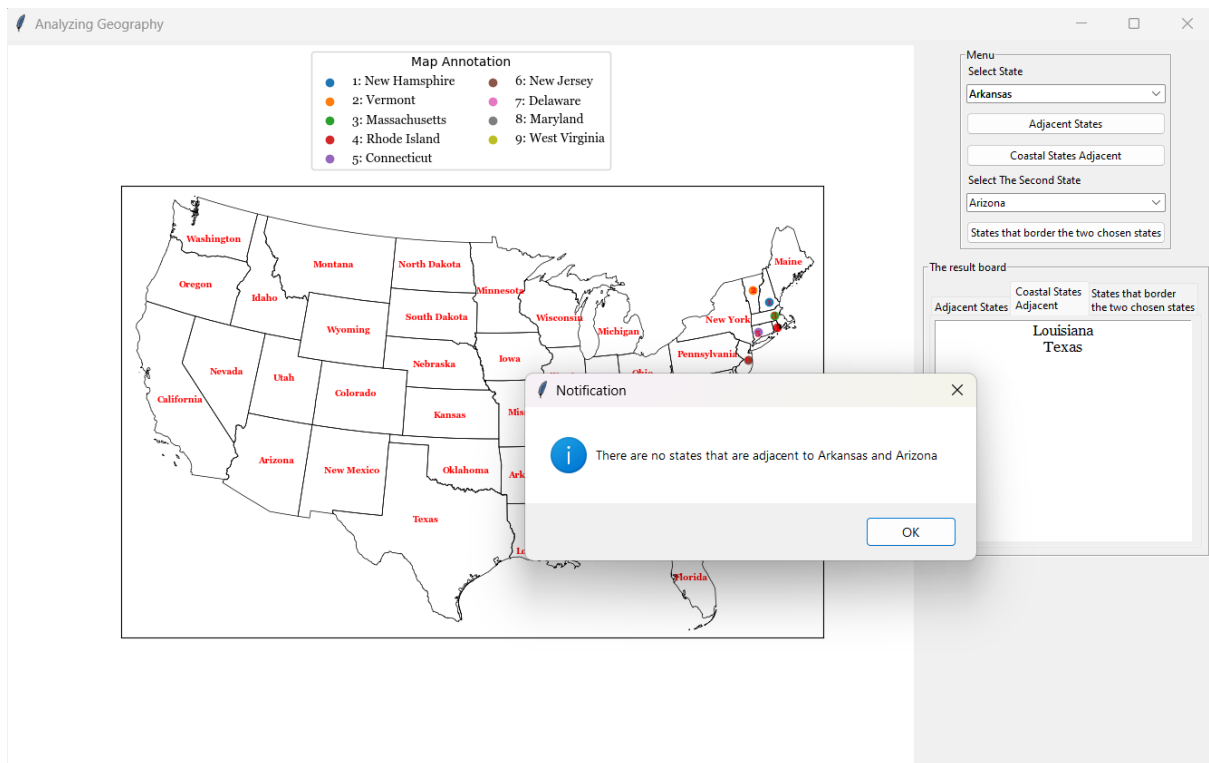 Analyzing Geography
Map Annotation
1: New Hamsphire
2: Vermont
3: Massachusetts
4: Rhode Island
5: Connecticut
6: New Jersey
7: Delaware
8: Maryland
9: West Virginia
Washington
Oregon
Idaho
Montana
North Dakota
Minnesota
Maine
Wyoming
South Dakota
Wisconsin
Michigan
New York
Nevada
Utah
Nebraska
Iowa
Pennsylvania
California
Colorado
Kansas
Arizona
New Mexico
Oklahoma
Texas
Florida
Menu
Select State
Arkansas
Adjacent States
Coastal States Adjacent
Select The Second State
Arizona
States that border the two chosen states
The result board
Adjacent States
Coastal States
Adjacent
States that border
the two chosen states
Louisiana
Texas
Notification
There are no states that are adjacent to Arkansas and Arizona
OK